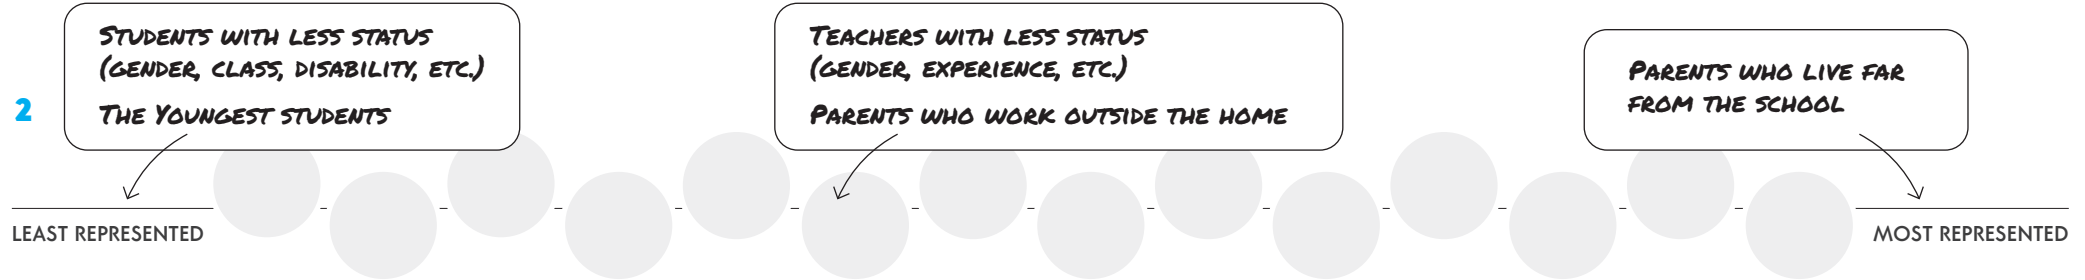 2
STUDENTS WITH LESS STATUS
(GENDER, CLASS, DISABILITY, ETC.)
THE YOUNGEST STUDENTS
TEACHERS WITH LESS STATUS
(GENDER, EXPERIENCE, ETC.)
PARENTS WHO WORK OUTSIDE THE HOME
PARENTS WHO LIVE FAR
FROM THE SCHOOL
LEAST REPRESENTED
MOST REPRESENTED